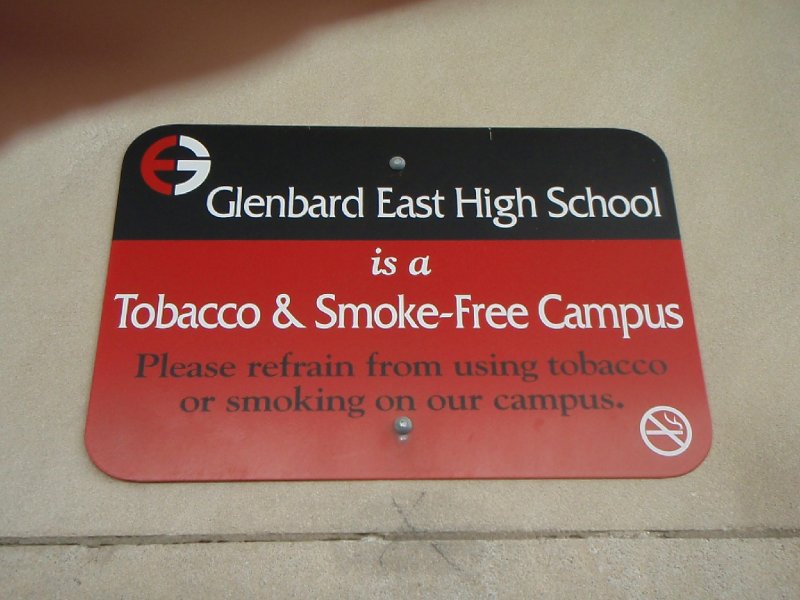 EG
Glenbard East High School
is a
Tobacco & Smoke-Free Campus
Please refrain from using tobacco
or smoking on our campus.